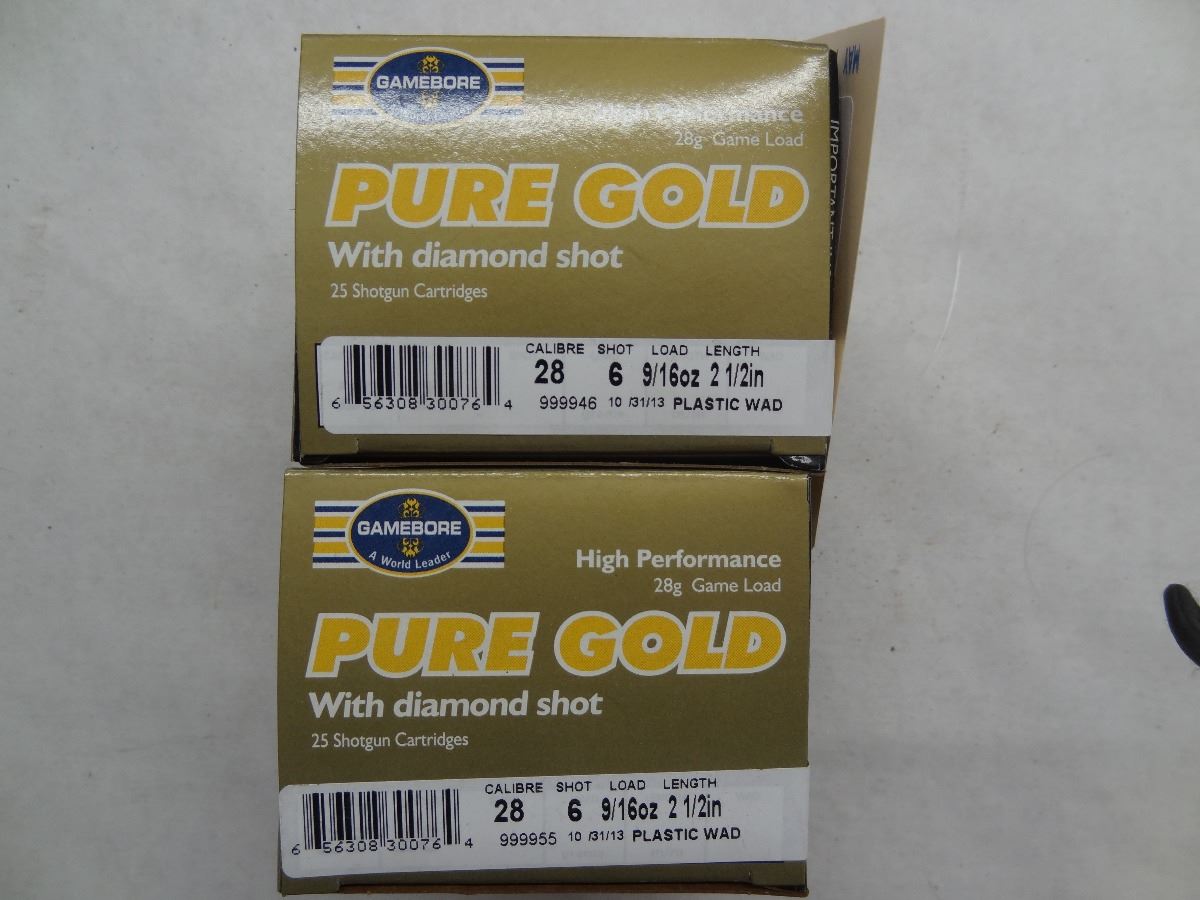 GAMEBORE
High Performance
28g Game Load
PURE GOLD
With diamond shot
25 Shotgun Cartridges
CALIBRE SHOT LOAD LENGTH
28 6 9/16oz 2 1/2in
6 56308 30076 4
999946 10 /31/13 PLASTIC WAD
MAY
IMPORTANT
GAMEBORE
A World Leader
High Performance
28g Game Load
PURE GOLD
With diamond shot
25 Shotgun Cartridges
CALIBRE SHOT LOAD LENGTH
28 6 9/16oz 2 1/2in
6 56308 30076 4
999955 10 /31/13 PLASTIC WAD